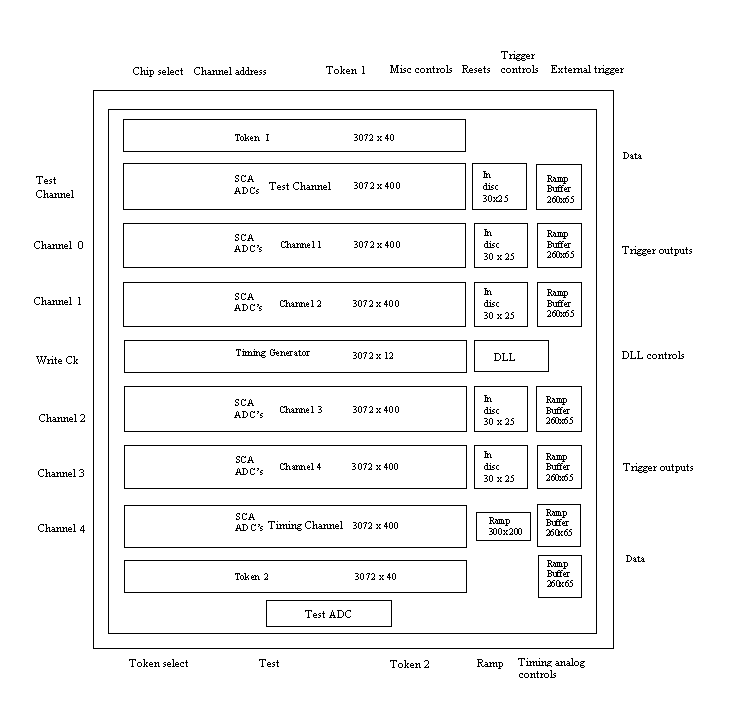 Trigger
Chip select Channel address Token 1 Misc controls Resets controls External trigger
Token I 3072 x 40
Data
Test
Channel
SCA
ADCs Test Channel 3072 x 400
In
disc
30x25
Ramp
Buffer
260x65
Channel 0
SCA
ADC's Channel 1 3072 x 400
In
disc
30 x 25
Ramp
Buffer
260x65
Trigger outputs
Channel 1
SCA
ADC's Channel 2 3072 x 400
In
disc
30 x 25
Ramp
Buffer
260x65
Write Ck
Timing Generator 3072 x 12
DLL
DLL controls
Channel 2
SCA
ADC's Channel 3 3072 x 400
In
disc
30 x 25
Ramp
Buffer
260x65
Channel 3
SCA
ADC's Channel 4 3072 x 400
In
disc
30 x 25
Ramp
Buffer
260x65
Trigger outputs
Channel 4
SCA
ADC's Timing Channel 3072 x 400
Ramp
300x200
Ramp
Buffer
260x65
Data
Token 2 3072 x 40
Ramp
Buffer
260x65
Test ADC
Token select Test Token 2 Ramp Timing analog
controls